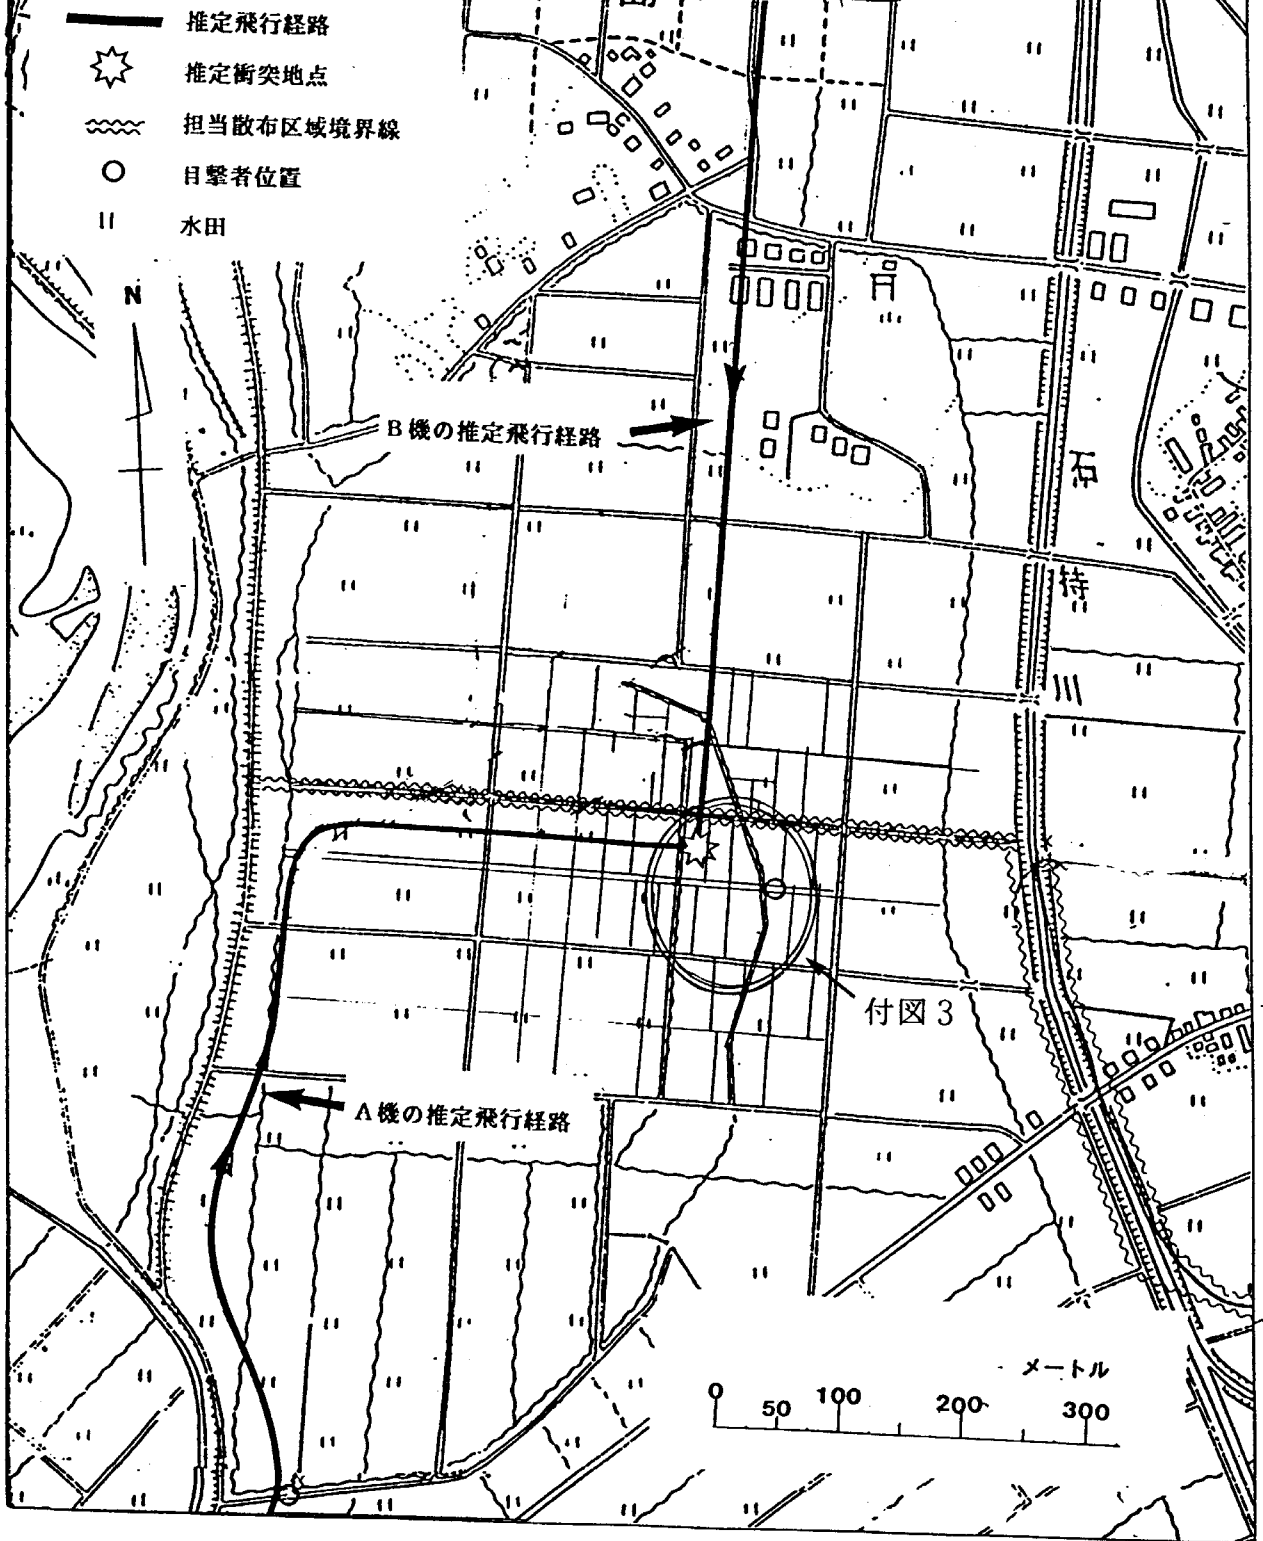 推定飛行経路
推定衝突地点
担当散布区域境界線
目撃者位置
水田
N
B機の推定飛行経路
石
持
川
付図3
A機の推定飛行経路
メートル
0 50 100 200 300